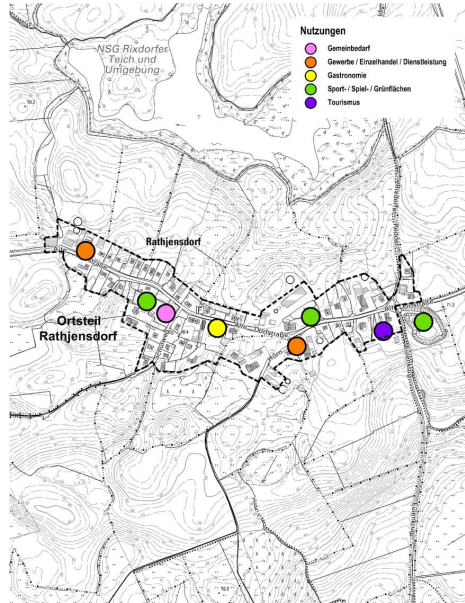 NSG Rixdorfer
Teich und
Umgebung
Nutzungen
Gemeinbedarf
Gewerbe / Einzelhandel / Dienstleistung
Gastronomie
Sport- / Spiel- / Grünflächen
Tourismus
Rathjensdorf
Ortsteil
Rathjensdorf
Dorfstraße